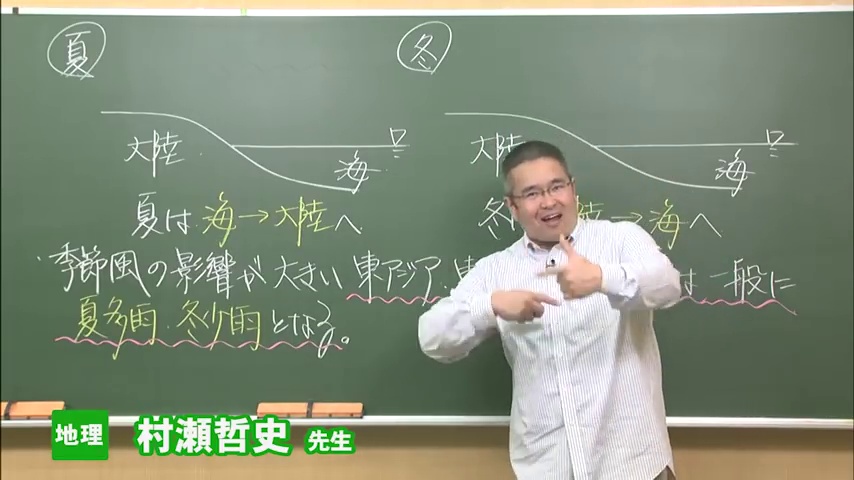 夏
冬
大陸
海
大陸
海
夏は 海→大陸へ
冬 陸→海へ
季節風の影響が大きい 東アジア・東 は一般に
夏多雨・冬少雨となる。
地理 村瀬哲史 先生